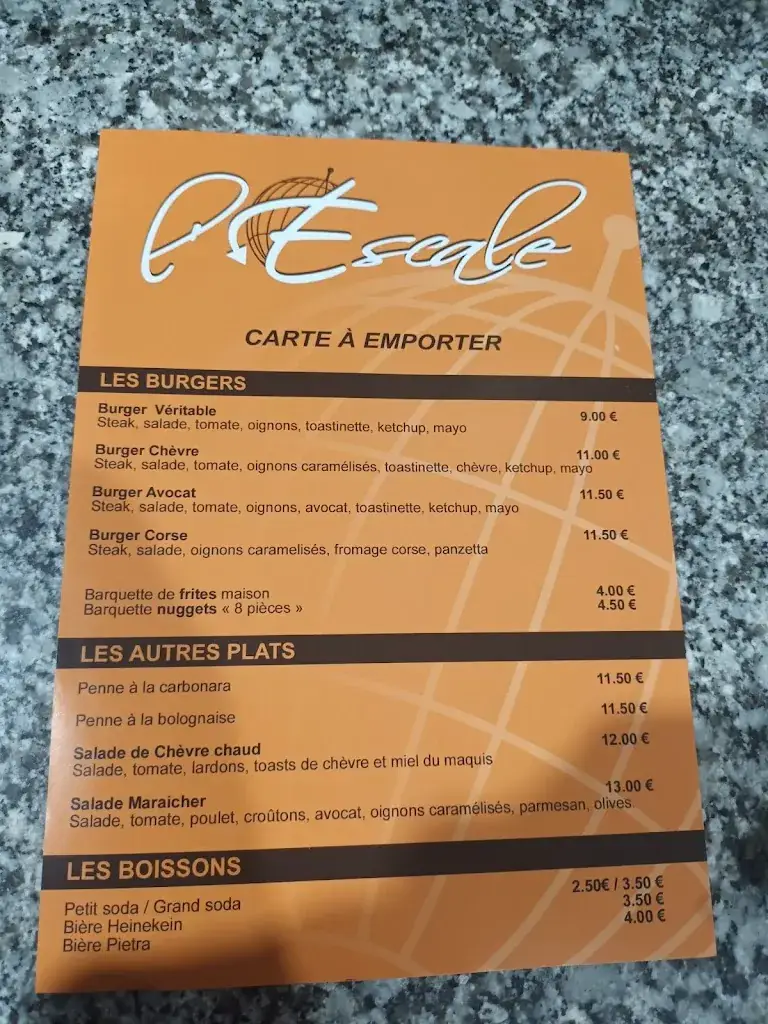 l'Escale
CARTE À EMPORTER
LES BURGERS
Burger Véritable 9.00 €
Steak, salade, tomate, oignons, toastinette, ketchup, mayo
Burger Chèvre 11.00 €
Steak, salade, tomate, oignons caramélisés, toastinette, chèvre, ketchup, mayo
Burger Avocat 11.50 €
Steak, salade, tomate, oignons, avocat, toastinette, ketchup, mayo
Burger Corse 11.50 €
Steak, salade, oignons caramelisés, fromage corse, panzetta
Barquette de frites maison 4.00 €
Barquette nuggets « 8 pièces » 4.50 €
LES AUTRES PLATS
Penne à la carbonara 11.50 €
Penne à la bolognaise 11.50 €
Salade de Chèvre chaud 12.00 €
Salade, tomate, lardons, toasts de chèvre et miel du maquis
Salade Maraicher 13.00 €
Salade, tomate, poulet, croûtons, avocat, oignons caramélisés, parmesan, olives.
LES BOISSONS
Petit soda / Grand soda 2.50€ / 3.50 €
Bière Heinekein 3.50 €
Bière Pietra 4.00 €